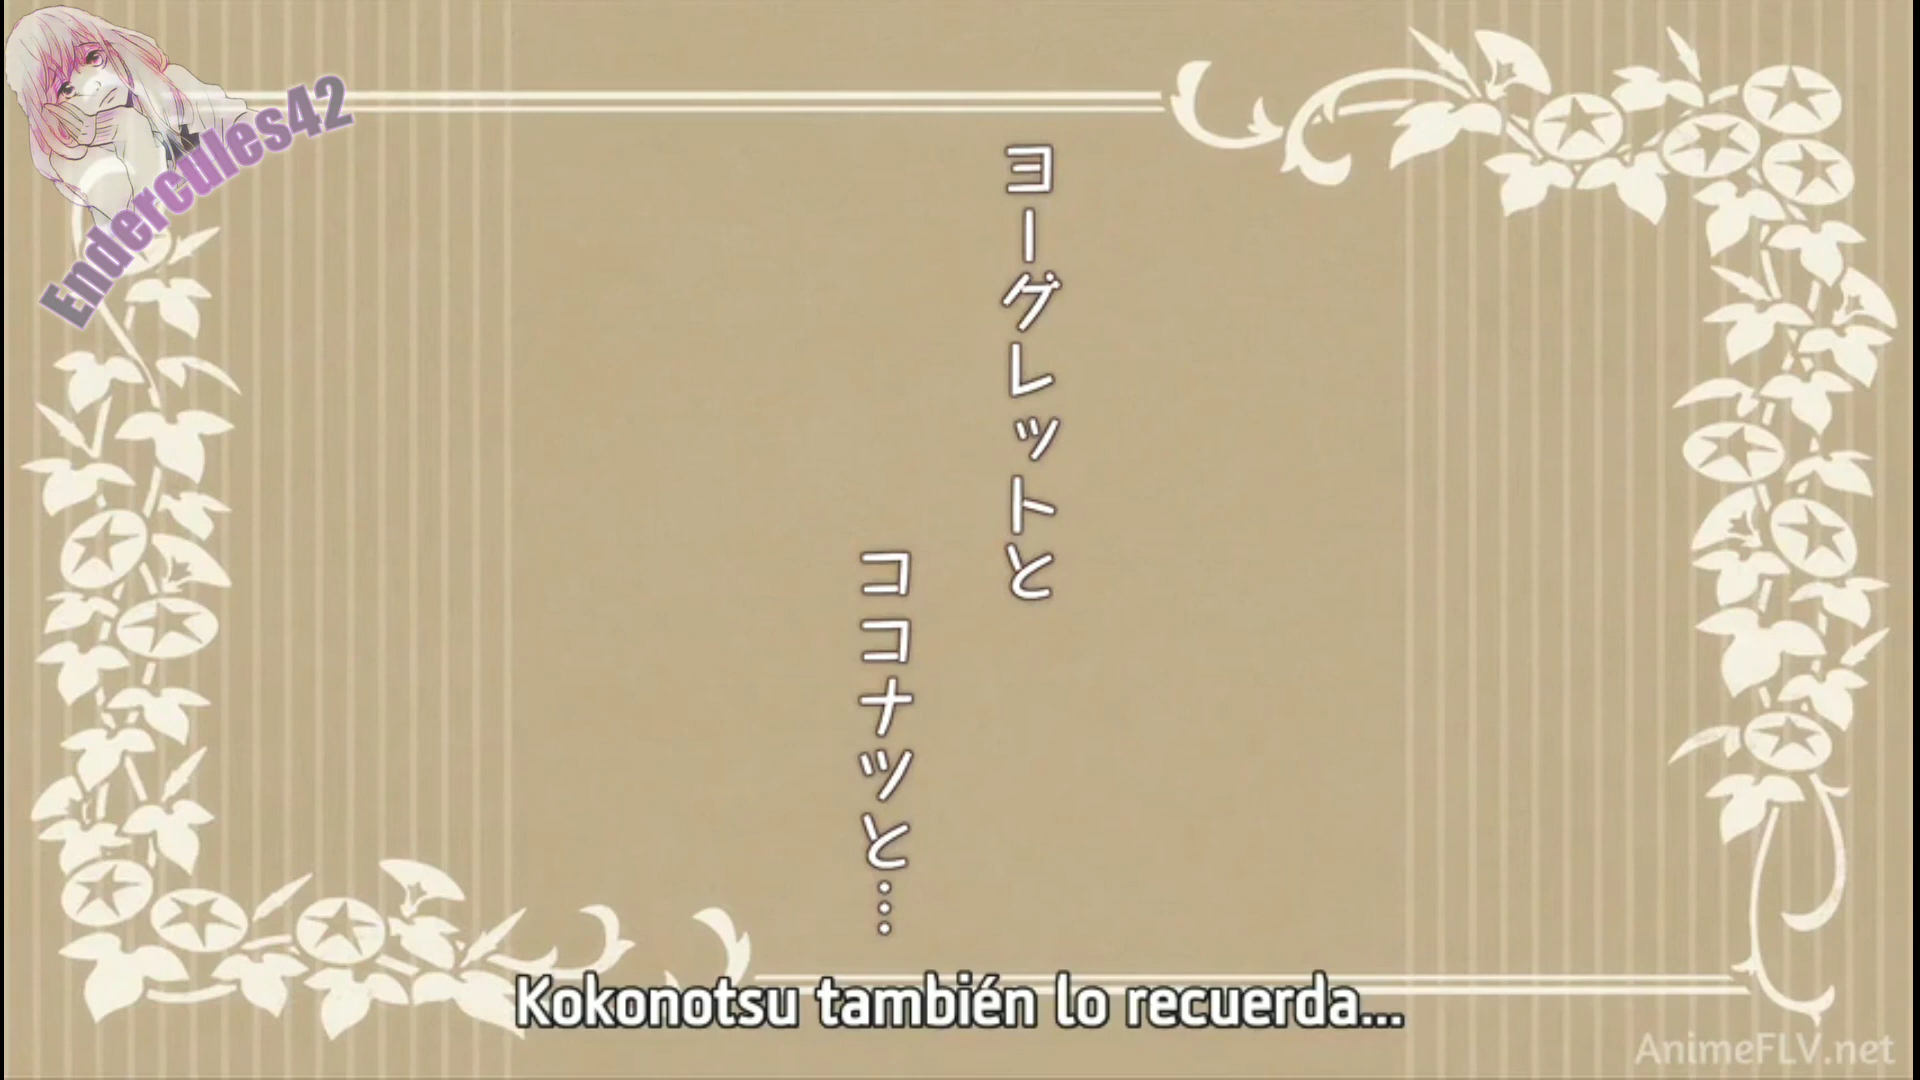 Endercules42
ヨーグレットと
ココナツと…
Kokonotsu también lo recuerda...
AnimeFLV.net